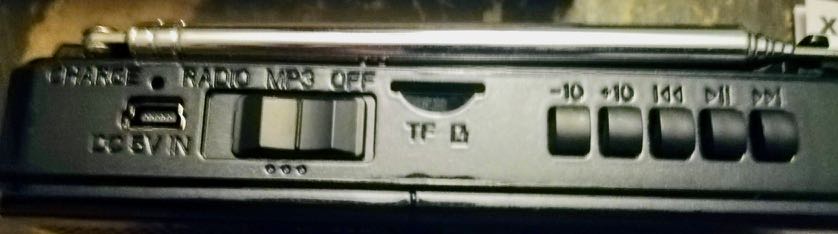 CHARGE RADIO MP3 OFF
-10 +10
DC 5V IN
TF
X